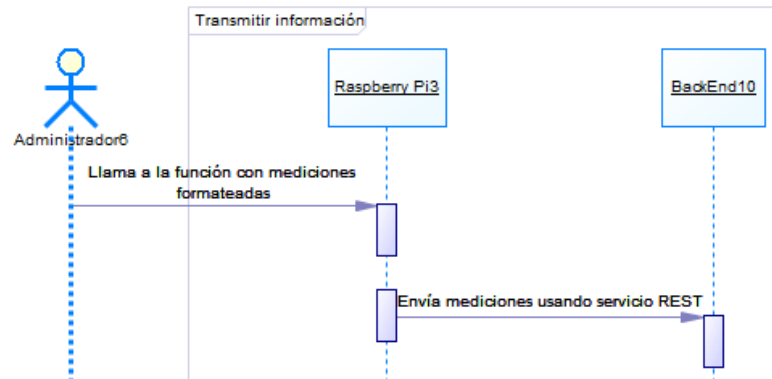 Transmitir información
Raspberry Pi3
BackEnd10
Administrador6
Llama a la función con mediciones
formateadas
Envía mediciones usando servicio REST